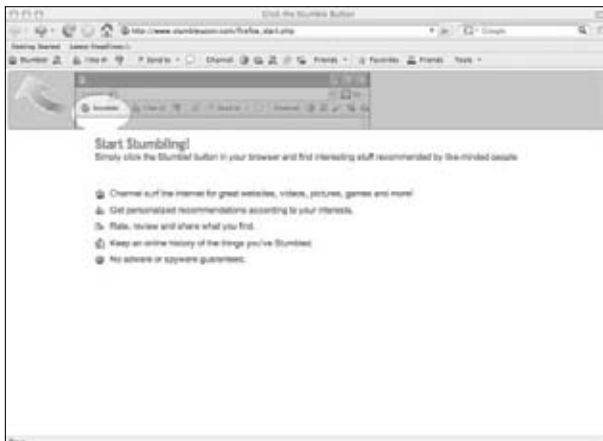 Click the Stumble Button
http://www.stumbleupon.com/firefox_start.php
Google
Getting Started Latest Headlines
Stumble! I like it! Send to Channel: Friends Favorites Friends Tools
Stumble!
Start Stumbling!
Simply click the Stumble! button in your browser and find interesting stuff recommended by like-minded people
Channel surf the internet for great websites, videos, pictures, games and more!
Get personalized recommendations according to your interests.
Rate, review and share what you find.
Keep an online history of the things you've Stumbled.
No adware or spyware guaranteed.